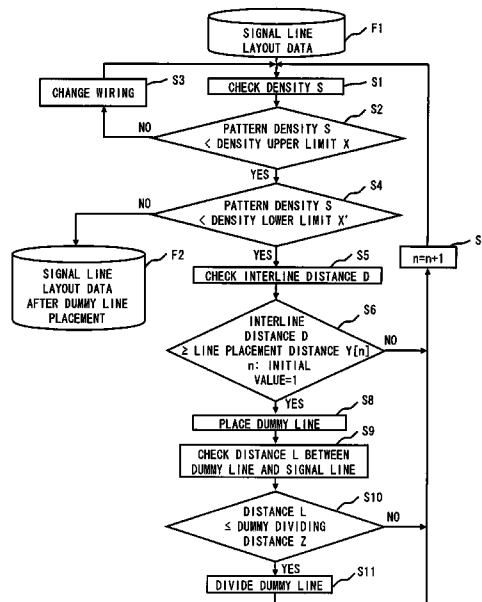 SIGNAL LINE
LAYOUT DATA
F1
S3
CHANGE WIRING
S1
CHECK DENSITY S
S2
NO
PATTERN DENSITY S
< DENSITY UPPER LIMIT X
YES
S4
NO
PATTERN DENSITY S
< DENSITY LOWER LIMIT X'
YES
F2
SIGNAL LINE
LAYOUT DATA
AFTER DUMMY LINE
PLACEMENT
S5
CHECK INTERLINE DISTANCE D
S
n=n+1
S6
INTERLINE
DISTANCE D
≥ LINE PLACEMENT DISTANCE Y[n]
n: INITIAL
VALUE=1
NO
YES
S8
PLACE DUMMY LINE
S9
CHECK DISTANCE L BETWEEN
DUMMY LINE AND SIGNAL LINE
S10
DISTANCE L
≤ DUMMY DIVIDING
DISTANCE Z
NO
YES
S11
DIVIDE DUMMY LINE